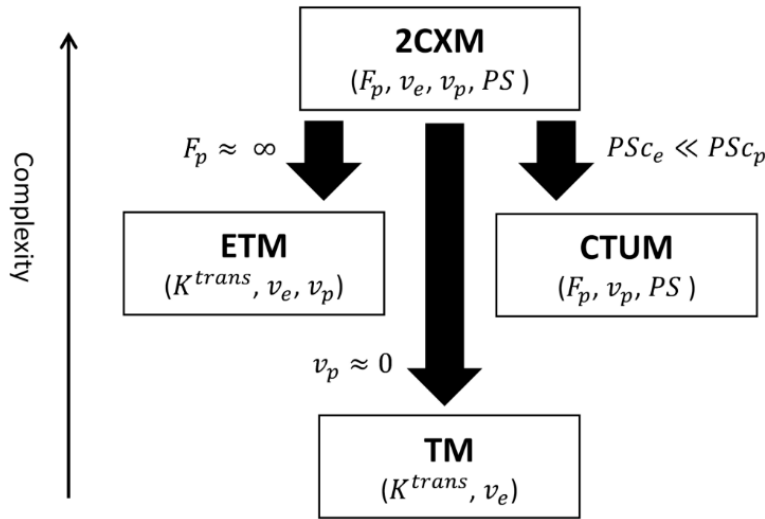 2CXM
(F_p, v_e, v_p, PS )
F_p ≈ ∞
PSc_e ≪ PSc_p
Complexity
ETM
(K^trans, v_e, v_p)
CTUM
(F_p, v_p, PS )
v_p ≈ 0
TM
(K^trans, v_e)